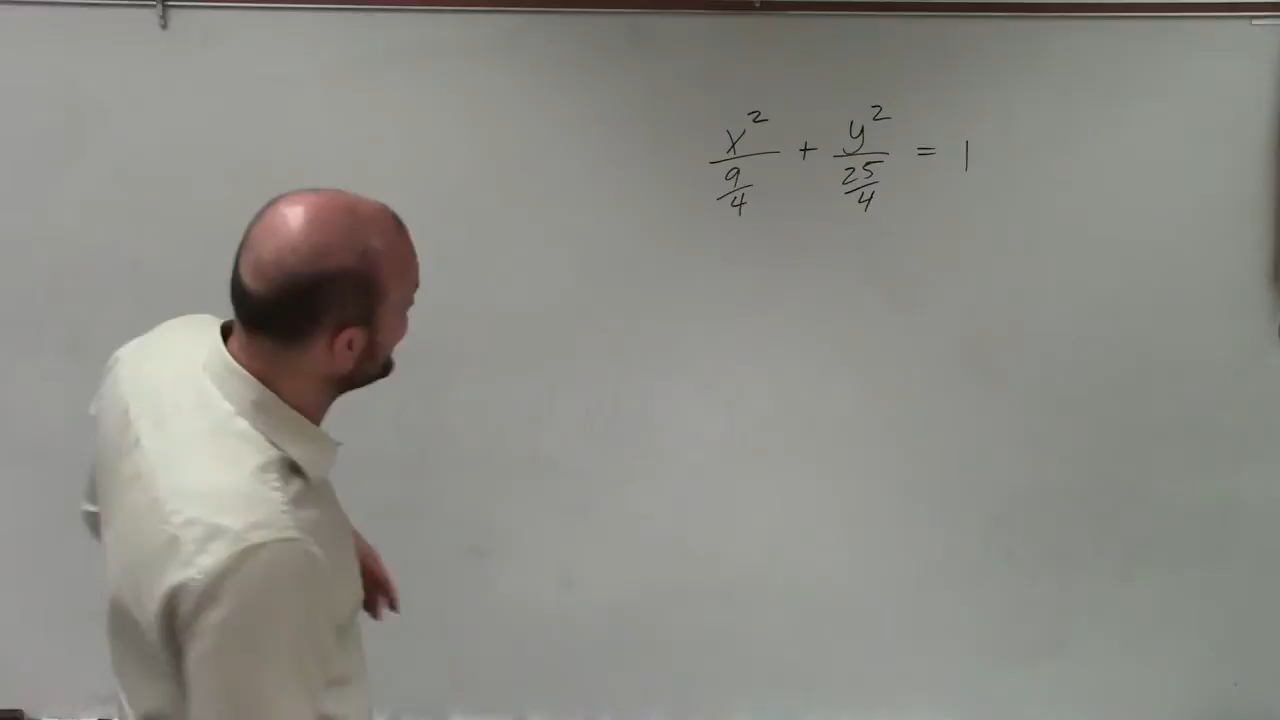 x² / (9/4) + y² / (25/4) = 1